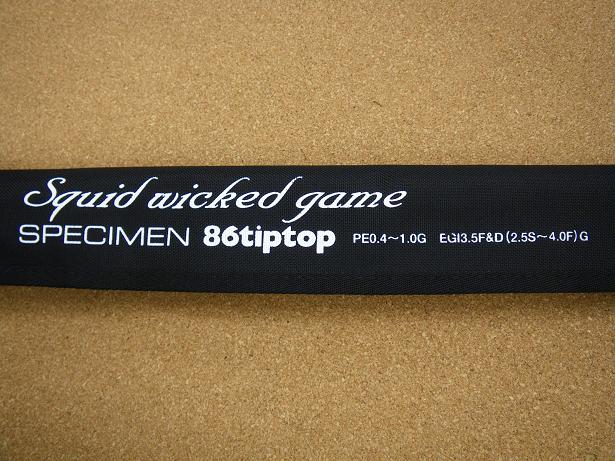 Squid wicked game
SPECIMEN 86tiptop PE0.4～1.0G EGI3.5F&D(2.5S～4.0F)G